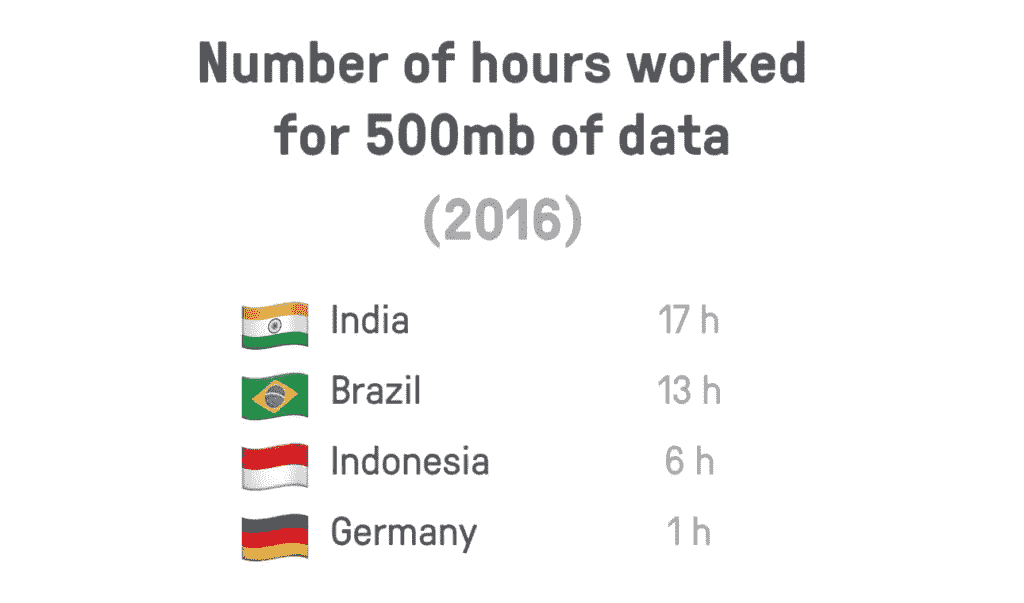 Number of hours worked
for 500mb of data
(2016)
India 17 h
Brazil 13 h
Indonesia 6 h
Germany 1 h